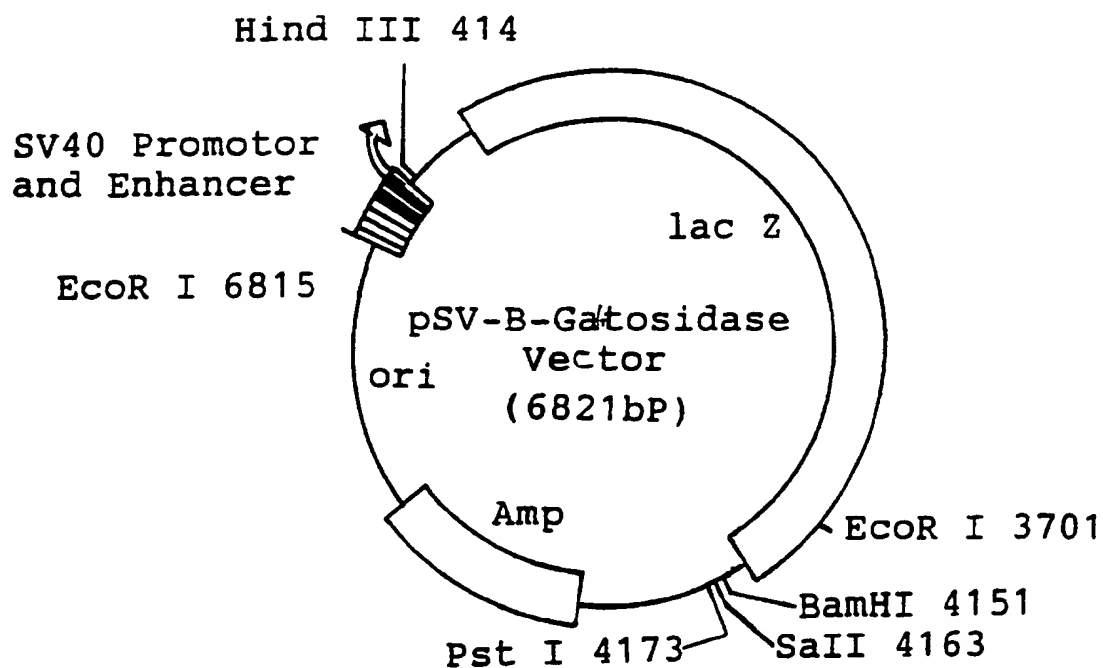 Hind III 414
SV40 Promotor
and Enhancer
lac Z
EcoR I 6815
pSV-B-Gatosidase
Vector
(6821bP)
ori
Amp
EcoR I 3701
BamHI 4151
SaII 4163
Pst I 4173